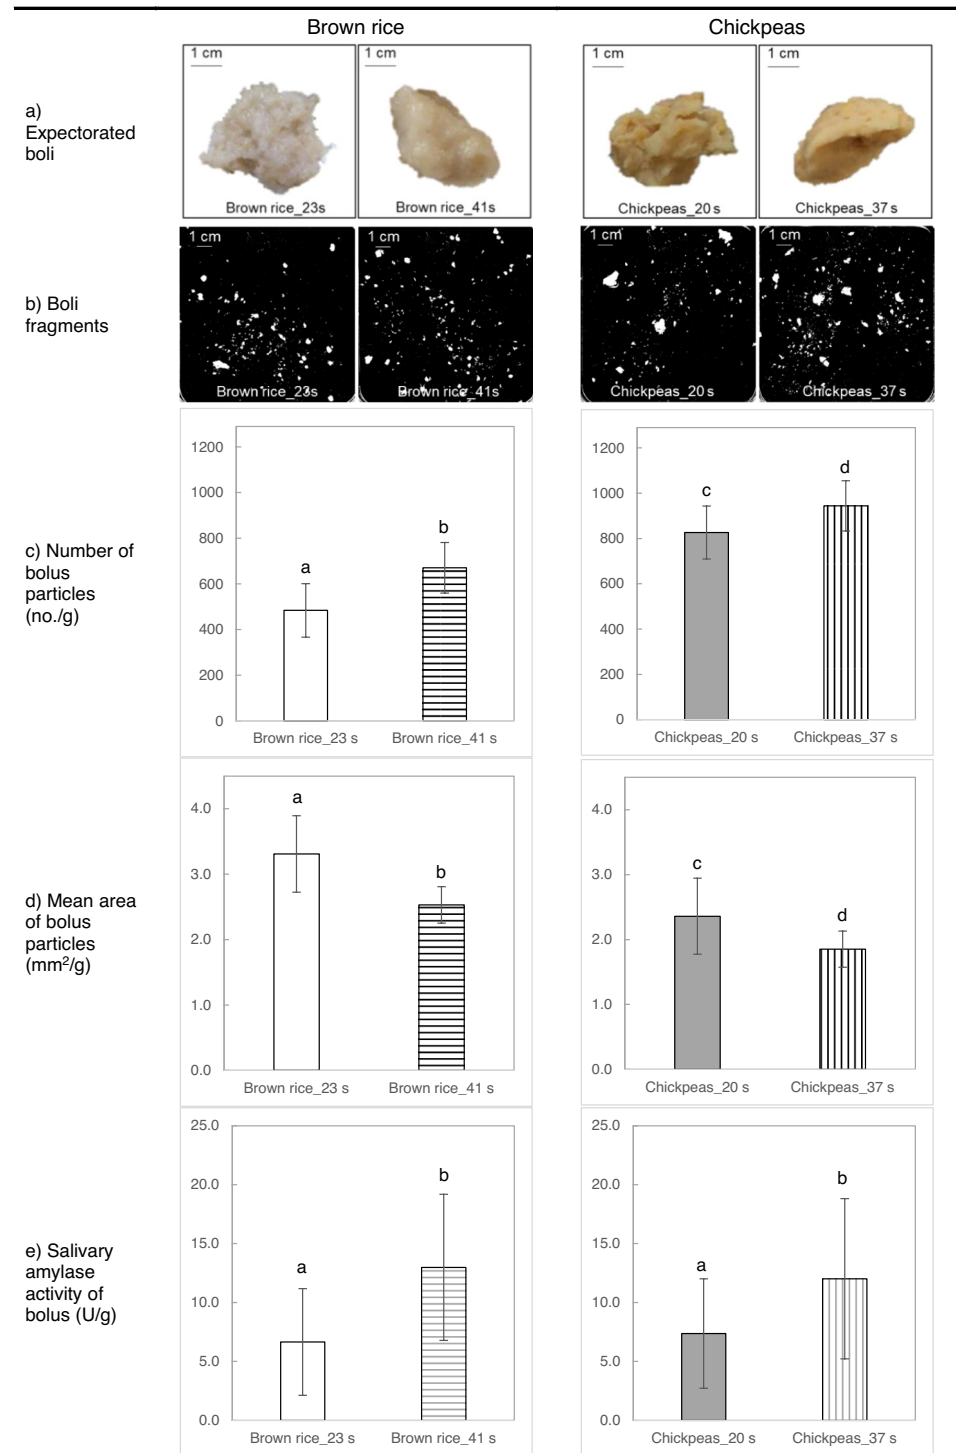 Brown rice Chickpeas
a)
Expectorated
boli
1 cm 1 cm 1 cm 1 cm
Brown rice_23s Brown rice_41s Chickpeas_20 s Chickpeas_37 s
b) Boli
fragments
1 cm 1 cm 1 cm 1 cm
Brown rice_23s Brown rice_41s Chickpeas_20 s Chickpeas_37 s
c) Number of
bolus
particles
(no./g)
1200
1000
800
600
400
200
0
a
b
Brown rice_23 s Brown rice_41 s
1200
1000
800
600
400
200
0
c
d
Chickpeas_20 s Chickpeas_37 s
d) Mean area
of bolus
particles
(mm²/g)
4.0
3.0
2.0
1.0
0.0
a
b
Brown rice_23 s Brown rice_41 s
4.0
3.0
2.0
1.0
0.0
c
d
Chickpeas_20 s Chickpeas_37 s
e) Salivary
amylase
activity of
bolus (U/g)
25.0
20.0
15.0
10.0
5.0
0.0
a
b
Brown rice_23 s Brown rice_41 s
25.0
20.0
15.0
10.0
5.0
0.0
a
b
Chickpeas_20 s Chickpeas_37 s